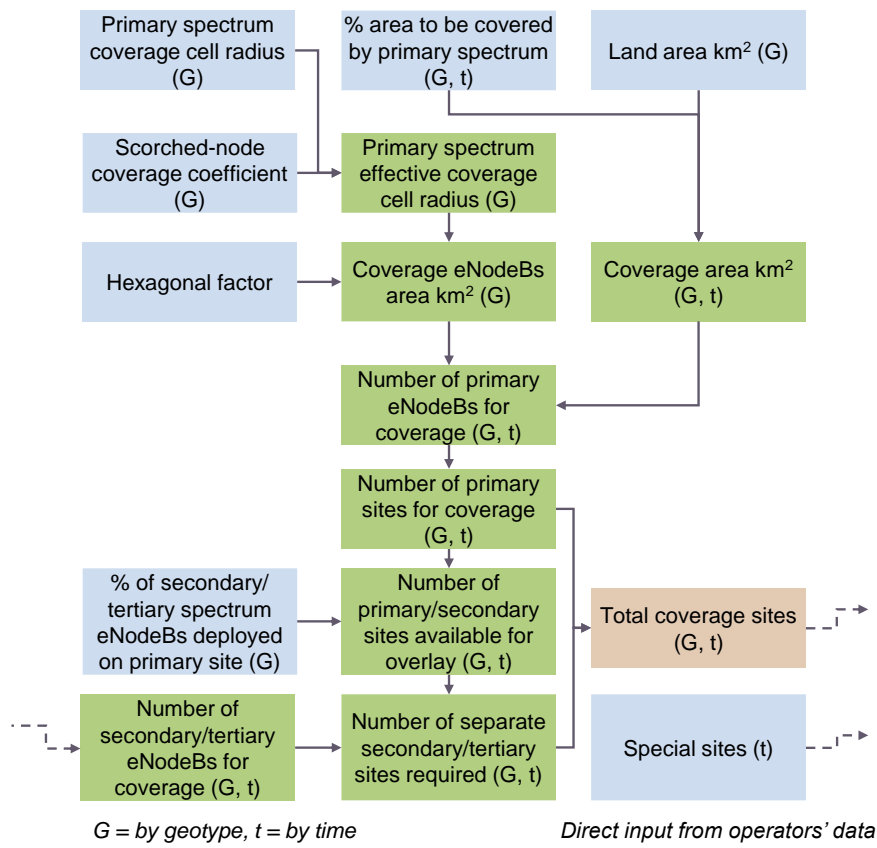 Primary spectrum
coverage cell radius
(G)
% area to be covered
by primary spectrum
(G, t)
Land area km² (G)
Scorched-node
coverage coefficient
(G)
Primary spectrum
effective coverage
cell radius (G)
Hexagonal factor
Coverage eNodeBs
area km² (G)
Coverage area km²
(G, t)
Number of primary
eNodeBs for
coverage (G, t)
Number of primary
sites for coverage
(G, t)
% of secondary/
tertiary spectrum
eNodeBs deployed
on primary site (G)
Number of
primary/secondary
sites available for
overlay (G, t)
Total coverage sites
(G, t)
Number of
secondary/tertiary
eNodeBs for
coverage (G, t)
Number of separate
secondary/tertiary
sites required (G, t)
Special sites (t)
G = by geotype, t = by time
Direct input from operators’ data